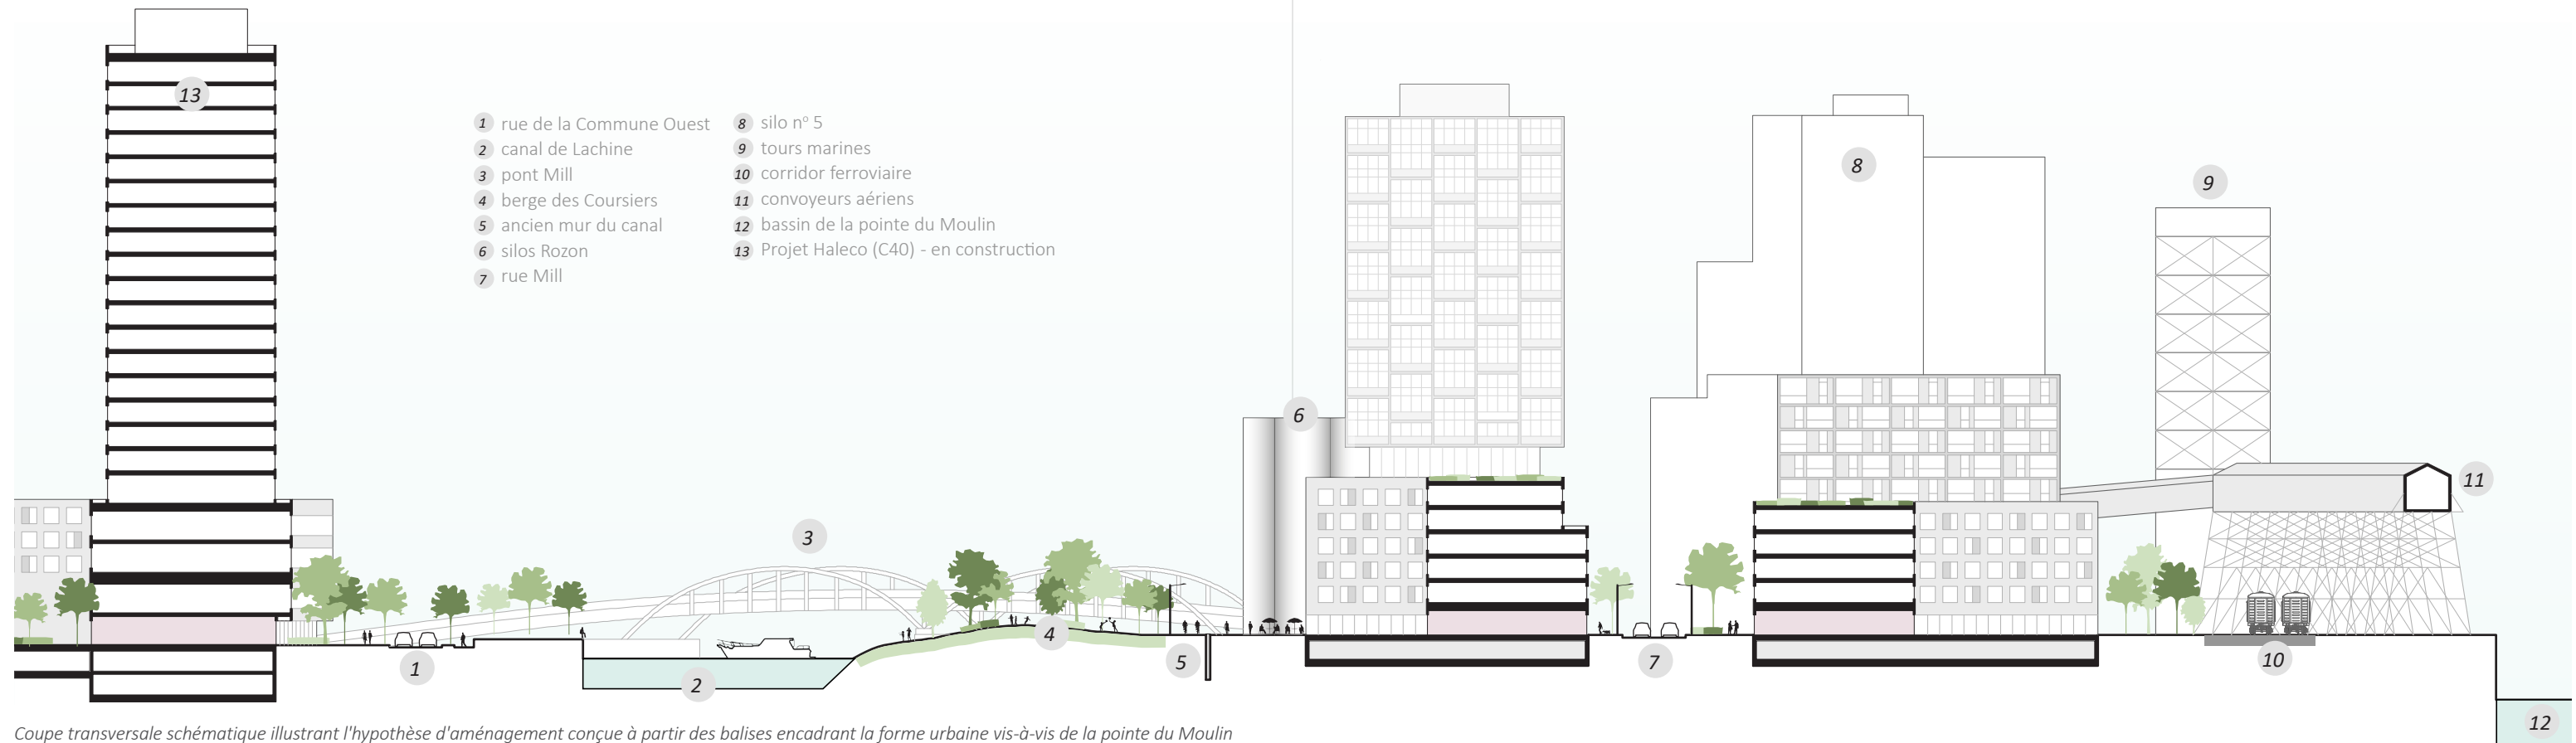 13
1 rue de la Commune Ouest
2 canal de Lachine
3 pont Mill
4 berge des Coursiers
5 ancien mur du canal
6 silos Rozon
7 rue Mill
8 silo nº 5
9 tours marines
10 corridor ferroviaire
11 convoyeurs aériens
12 bassin de la pointe du Moulin
13 Projet Haleco (C40) - en construction
8
9
6
11
3
4
5
7
10
1
2
12
Coupe transversale schématique illustrant l'hypothèse d'aménagement conçue à partir des balises encadrant la forme urbaine vis-à-vis de la pointe du Moulin